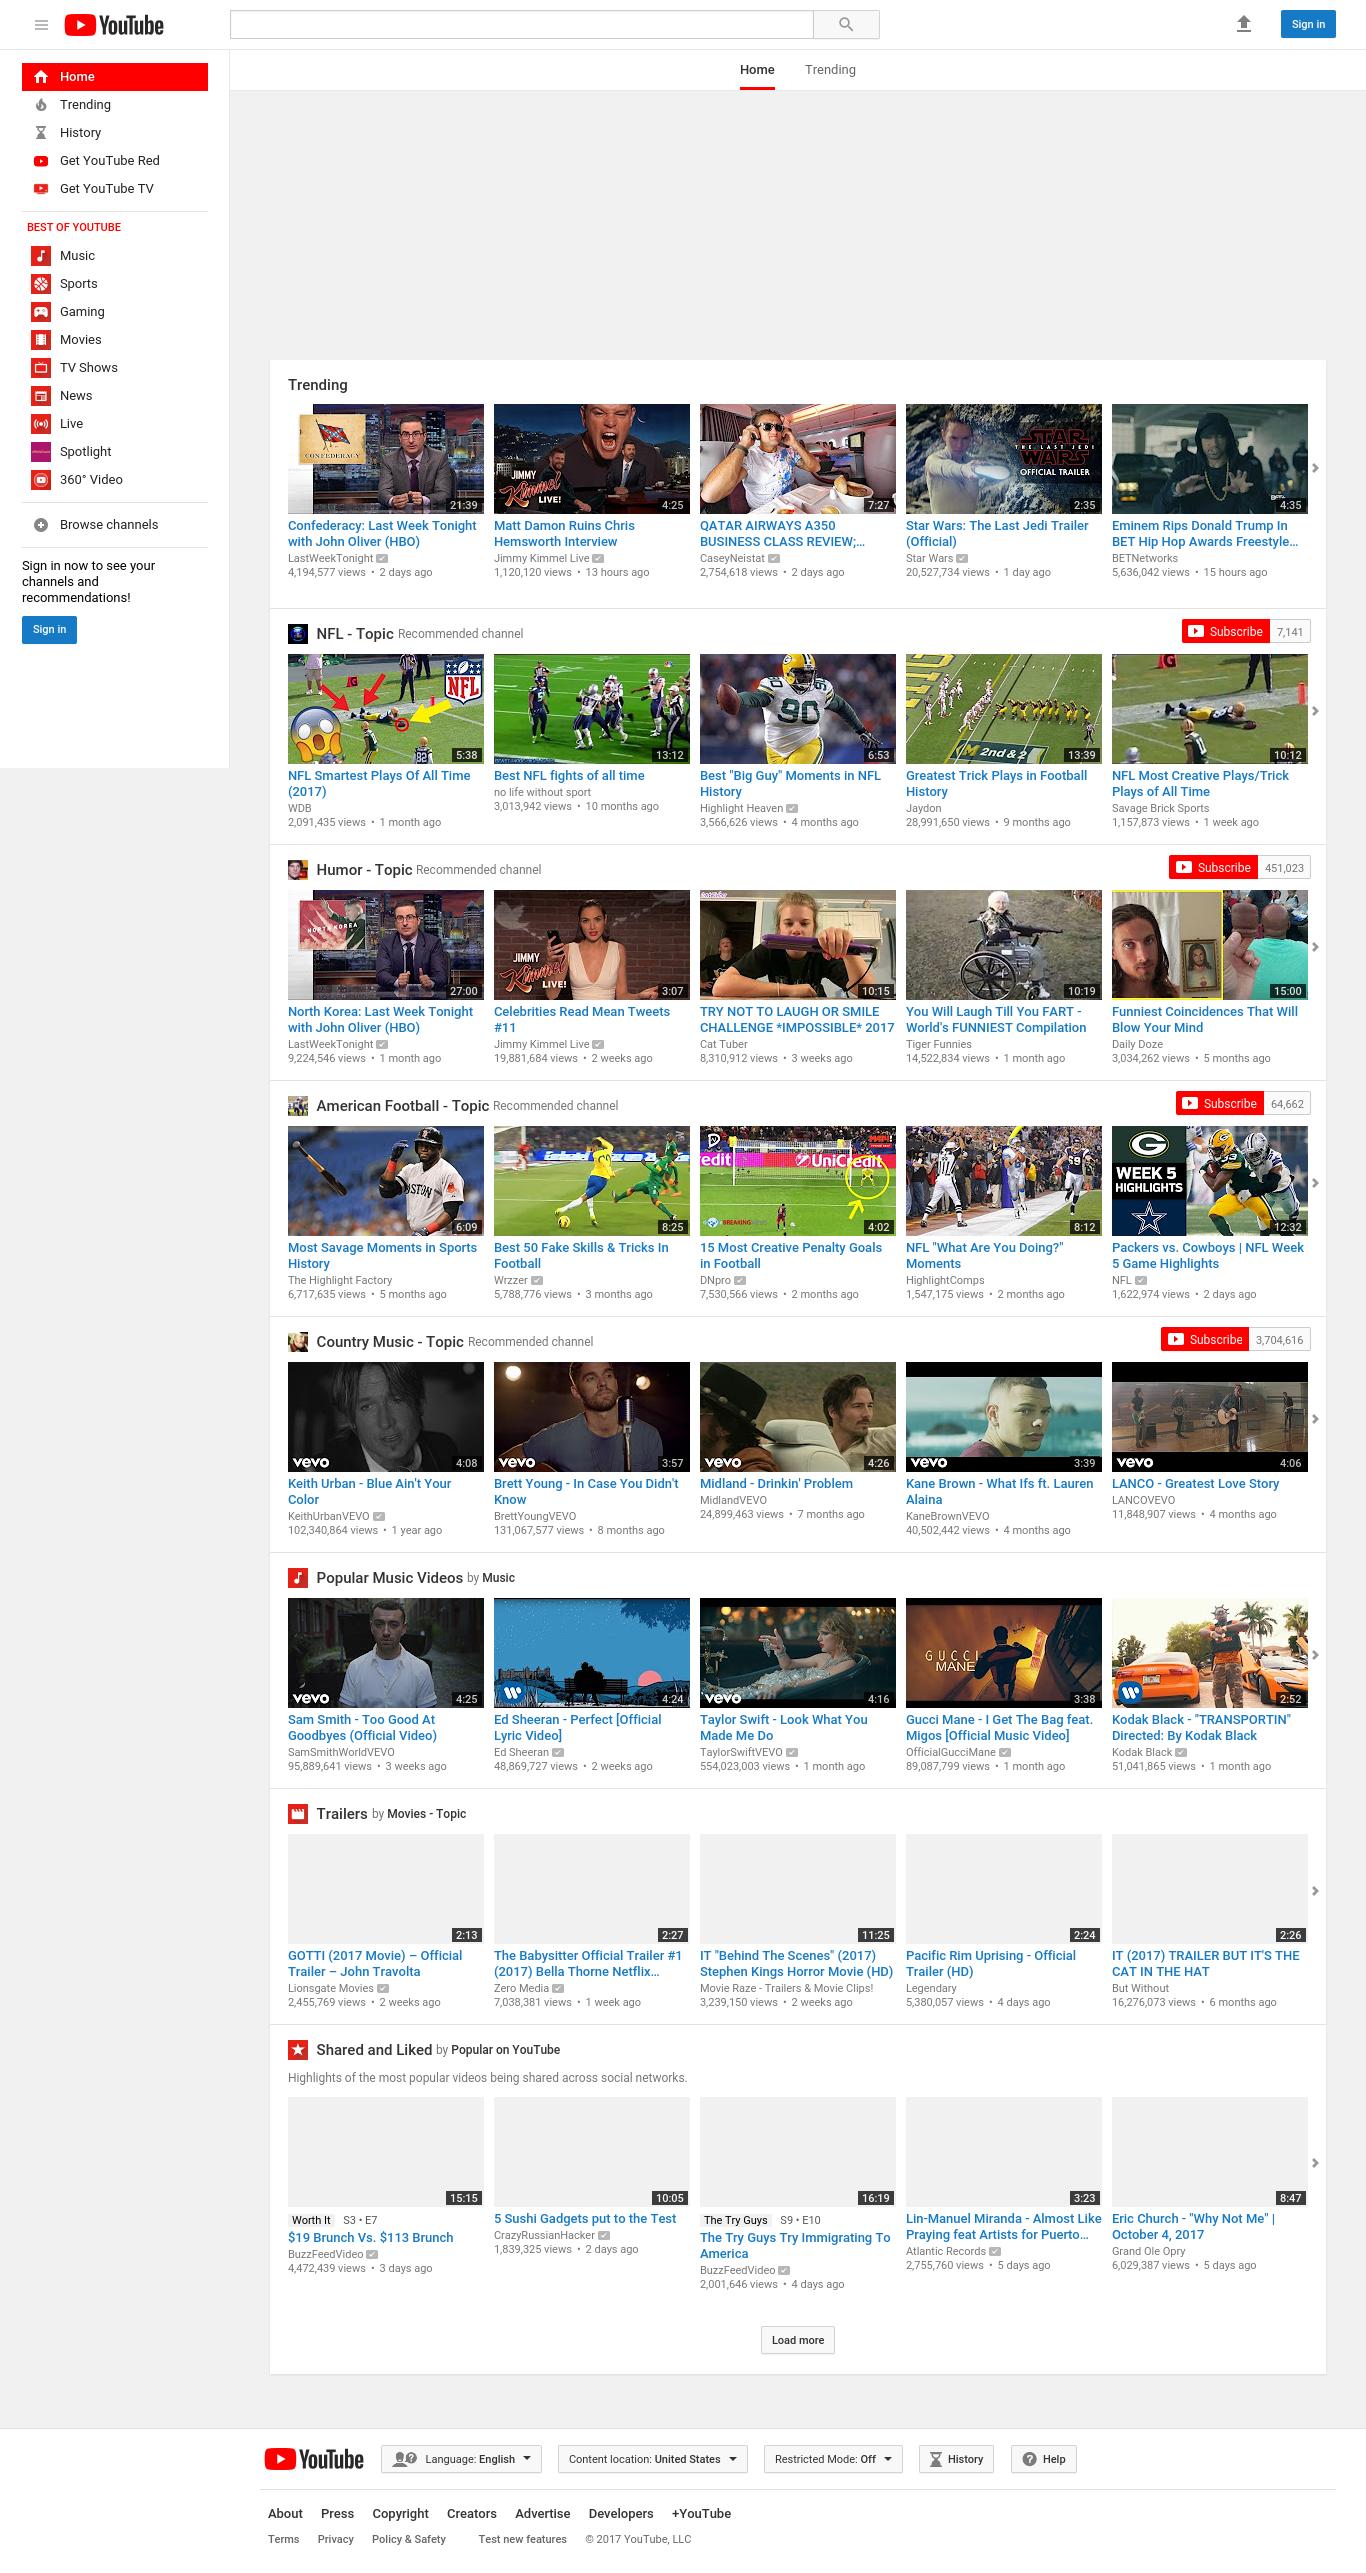 YouTube
Sign in
Home
Trending
History
Get YouTube Red
Get YouTube TV
BEST OF YOUTUBE
Music
Sports
Gaming
Movies
TV Shows
News
Live
Spotlight
360° Video
Browse channels
Sign in now to see your
channels and
recommendations!
Sign in
Home Trending
Trending
CONFEDERACY
21:39
JIMMY Kimmel LIVE!
4:25
7:27
STAR WARS THE LAST JEDI OFFICIAL TRAILER
2:35
4:35
Confederacy: Last Week Tonight
with John Oliver (HBO)
LastWeekTonight
4,194,577 views • 2 days ago
Matt Damon Ruins Chris
Hemsworth Interview
Jimmy Kimmel Live
1,120,120 views • 13 hours ago
QATAR AIRWAYS A350
BUSINESS CLASS REVIEW;...
CaseyNeistat
2,754,618 views • 2 days ago
Star Wars: The Last Jedi Trailer
(Official)
Star Wars
20,527,734 views • 1 day ago
Eminem Rips Donald Trump In
BET Hip Hop Awards Freestyle...
BETNetworks
5,636,042 views • 15 hours ago
NFL - Topic Recommended channel
Subscribe 7,141
NFL
5:38
13:12
90
6:53
2nd & 2
13:39
10:12
NFL Smartest Plays Of All Time
(2017)
WDB
2,091,435 views • 1 month ago
Best NFL fights of all time
no life without sport
3,013,942 views • 10 months ago
Best "Big Guy" Moments in NFL
History
Highlight Heaven
3,566,626 views • 4 months ago
Greatest Trick Plays in Football
History
Jaydon
28,991,650 views • 9 months ago
NFL Most Creative Plays/Trick
Plays of All Time
Savage Brick Sports
1,157,873 views • 1 week ago
Humor - Topic Recommended channel
Subscribe 451,023
NORTH KOREA
27:00
JIMMY Kimmel LIVE!
3:07
10:15
10:19
15:00
North Korea: Last Week Tonight
with John Oliver (HBO)
LastWeekTonight
9,224,546 views • 1 month ago
Celebrities Read Mean Tweets
#11
Jimmy Kimmel Live
19,881,684 views • 2 weeks ago
TRY NOT TO LAUGH OR SMILE
CHALLENGE *IMPOSSIBLE* 2017
Cat Tuber
8,310,912 views • 3 weeks ago
You Will Laugh Till You FART -
World's FUNNIEST Compilation
Tiger Funnies
14,522,834 views • 1 month ago
Funniest Coincidences That Will
Blow Your Mind
Daily Doze
3,034,262 views • 5 months ago
American Football - Topic Recommended channel
Subscribe 64,662
BOSTON
6:09
8:25
UniCredit
BREAKING
4:02
8:12
WEEK 5
HIGHLIGHTS
12:32
Most Savage Moments in Sports
History
The Highlight Factory
6,717,635 views • 5 months ago
Best 50 Fake Skills & Tricks In
Football
Wrzzer
5,788,776 views • 3 months ago
15 Most Creative Penalty Goals
in Football
DNpro
7,530,566 views • 2 months ago
NFL "What Are You Doing?"
Moments
HighlightComps
1,547,175 views • 2 months ago
Packers vs. Cowboys | NFL Week
5 Game Highlights
NFL
1,622,974 views • 2 days ago
Country Music - Topic Recommended channel
Subscribe 3,704,616
vevo 4:08
vevo 3:57
vevo 4:26
vevo 3:39
vevo 4:06
Keith Urban - Blue Ain't Your
Color
KeithUrbanVEVO
102,340,864 views • 1 year ago
Brett Young - In Case You Didn't
Know
BrettYoungVEVO
131,067,577 views • 8 months ago
Midland - Drinkin' Problem
MidlandVEVO
24,899,463 views • 7 months ago
Kane Brown - What Ifs ft. Lauren
Alaina
KaneBrownVEVO
40,502,442 views • 4 months ago
LANCO - Greatest Love Story
LANCOVEVO
11,848,907 views • 4 months ago
Popular Music Videos by Music
vevo 4:25
4:24
vevo 4:16
GUCCI
MANE
3:38
2:52
Sam Smith - Too Good At
Goodbyes (Official Video)
SamSmithWorldVEVO
95,889,641 views • 3 weeks ago
Ed Sheeran - Perfect [Official
Lyric Video]
Ed Sheeran
48,869,727 views • 2 weeks ago
Taylor Swift - Look What You
Made Me Do
TaylorSwiftVEVO
554,023,003 views • 1 month ago
Gucci Mane - I Get The Bag feat.
Migos [Official Music Video]
OfficialGucciMane
89,087,799 views • 1 month ago
Kodak Black - "TRANSPORTIN"
Directed: By Kodak Black
Kodak Black
51,041,865 views • 1 month ago
Trailers by Movies - Topic
2:13
2:27
11:25
2:24
2:26
GOTTI (2017 Movie) – Official
Trailer – John Travolta
Lionsgate Movies
2,455,769 views • 2 weeks ago
The Babysitter Official Trailer #1
(2017) Bella Thorne Netflix...
Zero Media
7,038,381 views • 1 week ago
IT "Behind The Scenes" (2017)
Stephen Kings Horror Movie (HD)
Movie Raze - Trailers & Movie Clips!
3,239,150 views • 2 weeks ago
Pacific Rim Uprising - Official
Trailer (HD)
Legendary
5,380,057 views • 4 days ago
IT (2017) TRAILER BUT IT'S THE
CAT IN THE HAT
But Without
16,276,073 views • 6 months ago
Shared and Liked by Popular on YouTube
Highlights of the most popular videos being shared across social networks.
15:15
10:05
16:19
3:23
8:47
Worth It S3 • E7
$19 Brunch Vs. $113 Brunch
BuzzFeedVideo
4,472,439 views • 3 days ago
5 Sushi Gadgets put to the Test
CrazyRussianHacker
1,839,325 views • 2 days ago
The Try Guys S9 • E10
The Try Guys Try Immigrating To
America
BuzzFeedVideo
2,001,646 views • 4 days ago
Lin-Manuel Miranda - Almost Like
Praying feat Artists for Puerto...
Atlantic Records
2,755,760 views • 5 days ago
Eric Church - "Why Not Me" |
October 4, 2017
Grand Ole Opry
6,029,387 views • 5 days ago
Load more
YouTube
Language: English
Content location: United States
Restricted Mode: Off
History
Help
About Press Copyright Creators Advertise Developers +YouTube
Terms Privacy Policy & Safety Test new features © 2017 YouTube, LLC